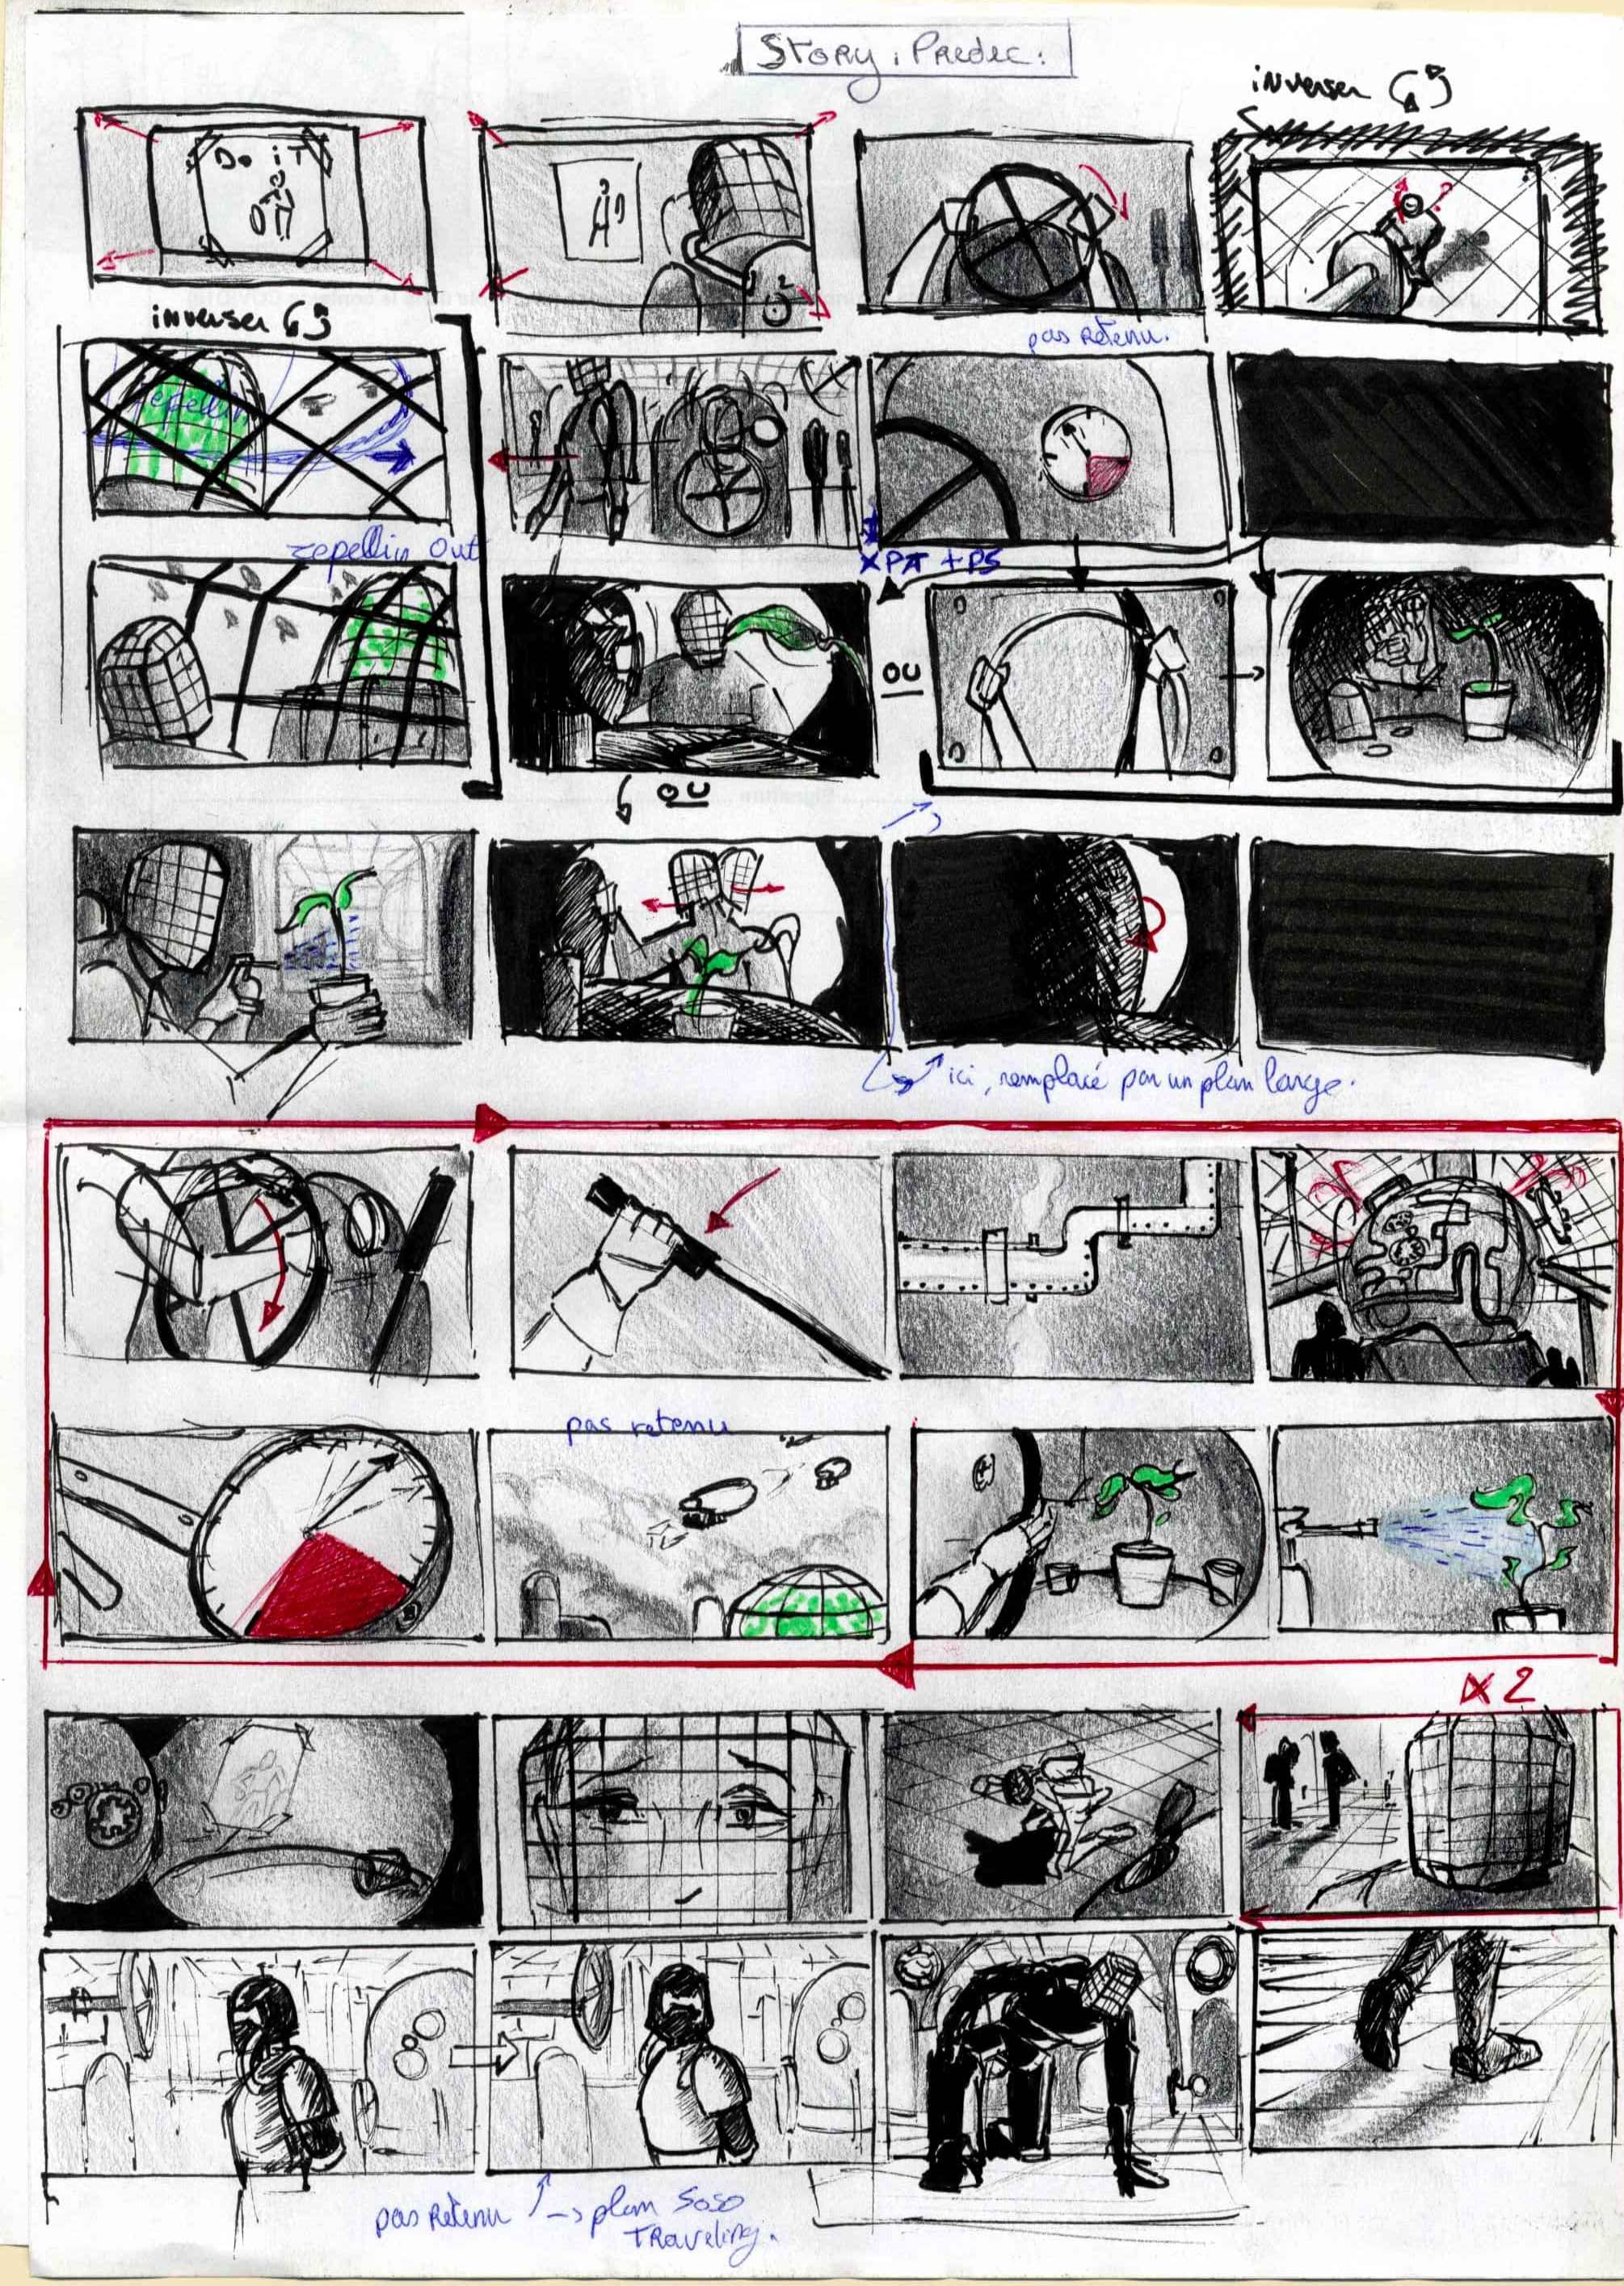 STORY : PREDEC.
inverser
Do iT
inverser
pas retenu.
zepellin
zepellin out
x PA + PS
OU
OU
ici, remplacé par un plan large.
pas retenu
x 2
pas retenu -> plan SoSo
TRaveling.